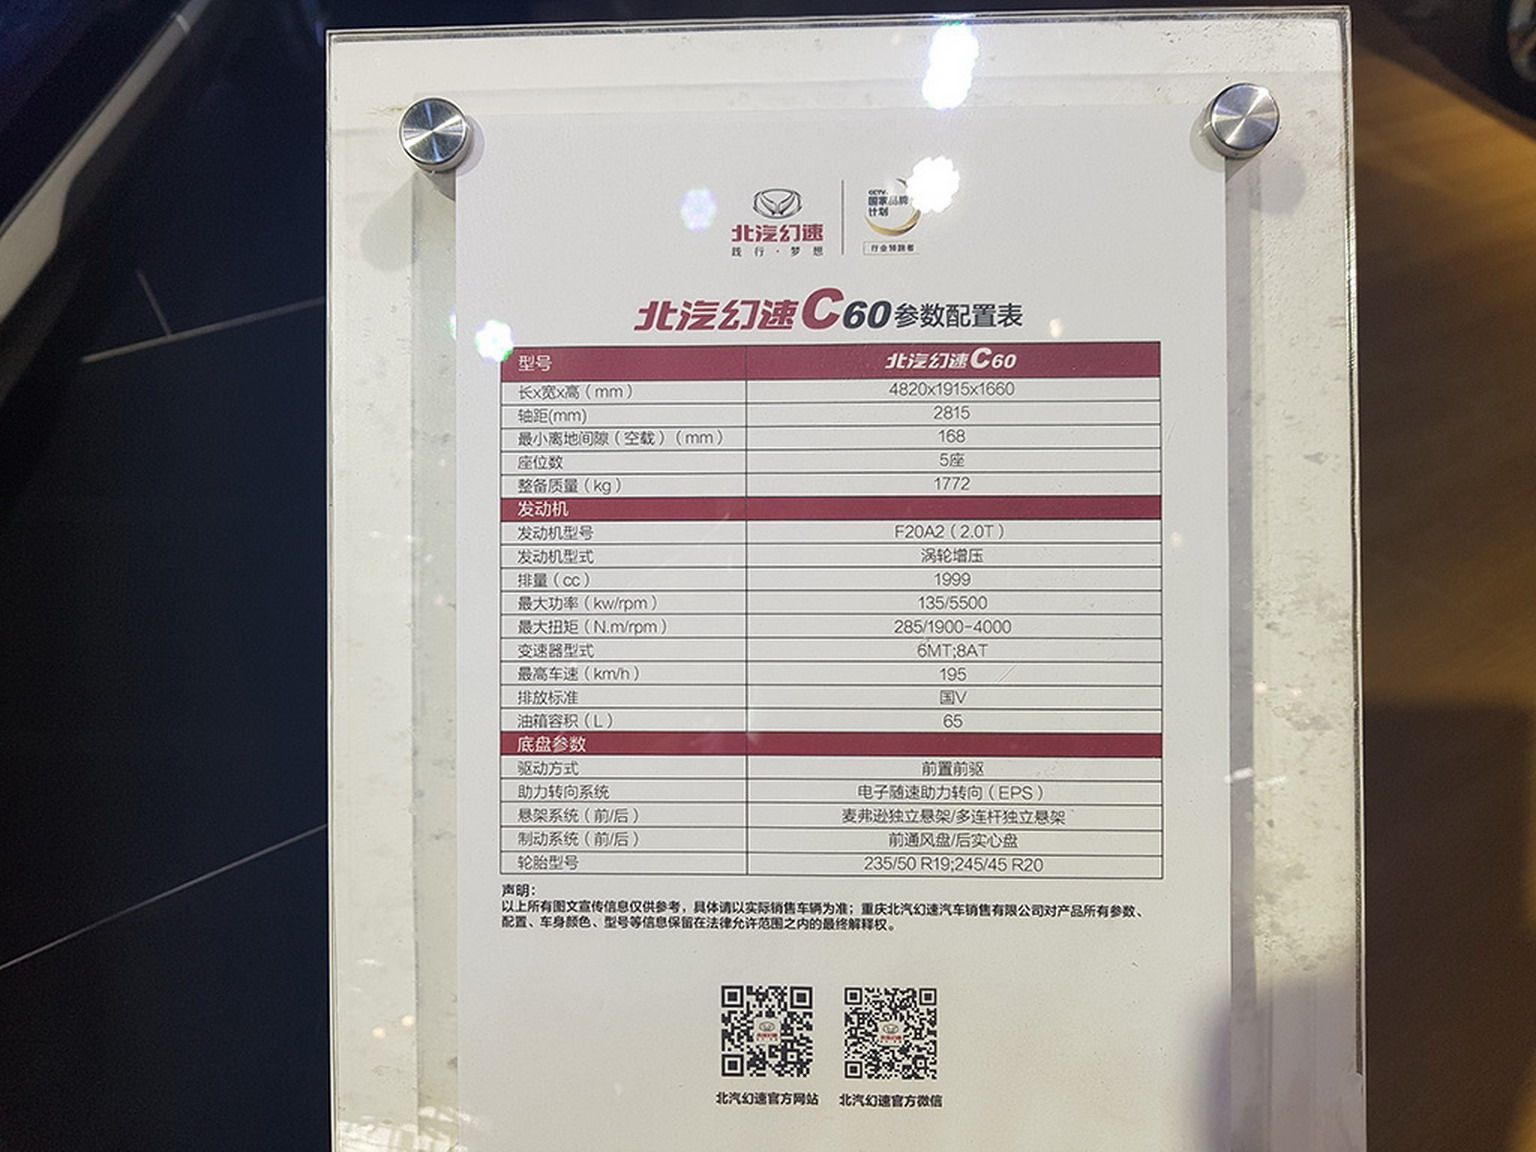 北汽幻速
践行·梦想
CCTV
国家品牌
计划
行业领跑者
北汽幻速C60参数配置表
型号 北汽幻速C60
长x宽x高（mm） 4820x1915x1660
轴距(mm) 2815
最小离地间隙（空载）（mm） 168
座位数 5座
整备质量（kg） 1772
发动机
发动机型号 F20A2（2.0T）
发动机型式 涡轮增压
排量（cc） 1999
最大功率（kw/rpm） 135/5500
最大扭矩（N.m/rpm） 285/1900-4000
变速器型式 6MT;8AT
最高车速（km/h） 195
排放标准 国V
油箱容积（L） 65
底盘参数
驱动方式 前置前驱
助力转向系统 电子随速助力转向（EPS）
悬架系统（前/后） 麦弗逊独立悬架/多连杆独立悬架
制动系统（前/后） 前通风盘/后实心盘
轮胎型号 235/50 R19;245/45 R20
声明：
以上所有图文宣传信息仅供参考，具体请以实际销售车辆为准；重庆北汽幻速汽车销售有限公司对产品所有参数、
配置、车身颜色、型号等信息保留在法律允许范围之内的最终解释权。
北汽幻速官方网站 北汽幻速官方微信